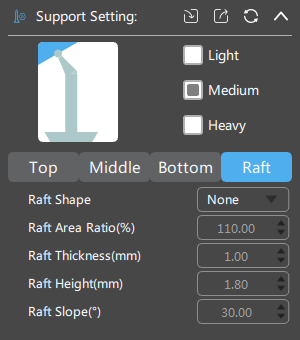 Support Setting:
Light
Medium
Heavy
Top Middle Bottom Raft
Raft Shape None
Raft Area Ratio(%) 110.00
Raft Thickness(mm) 1.00
Raft Height(mm) 1.80
Raft Slope(°) 30.00